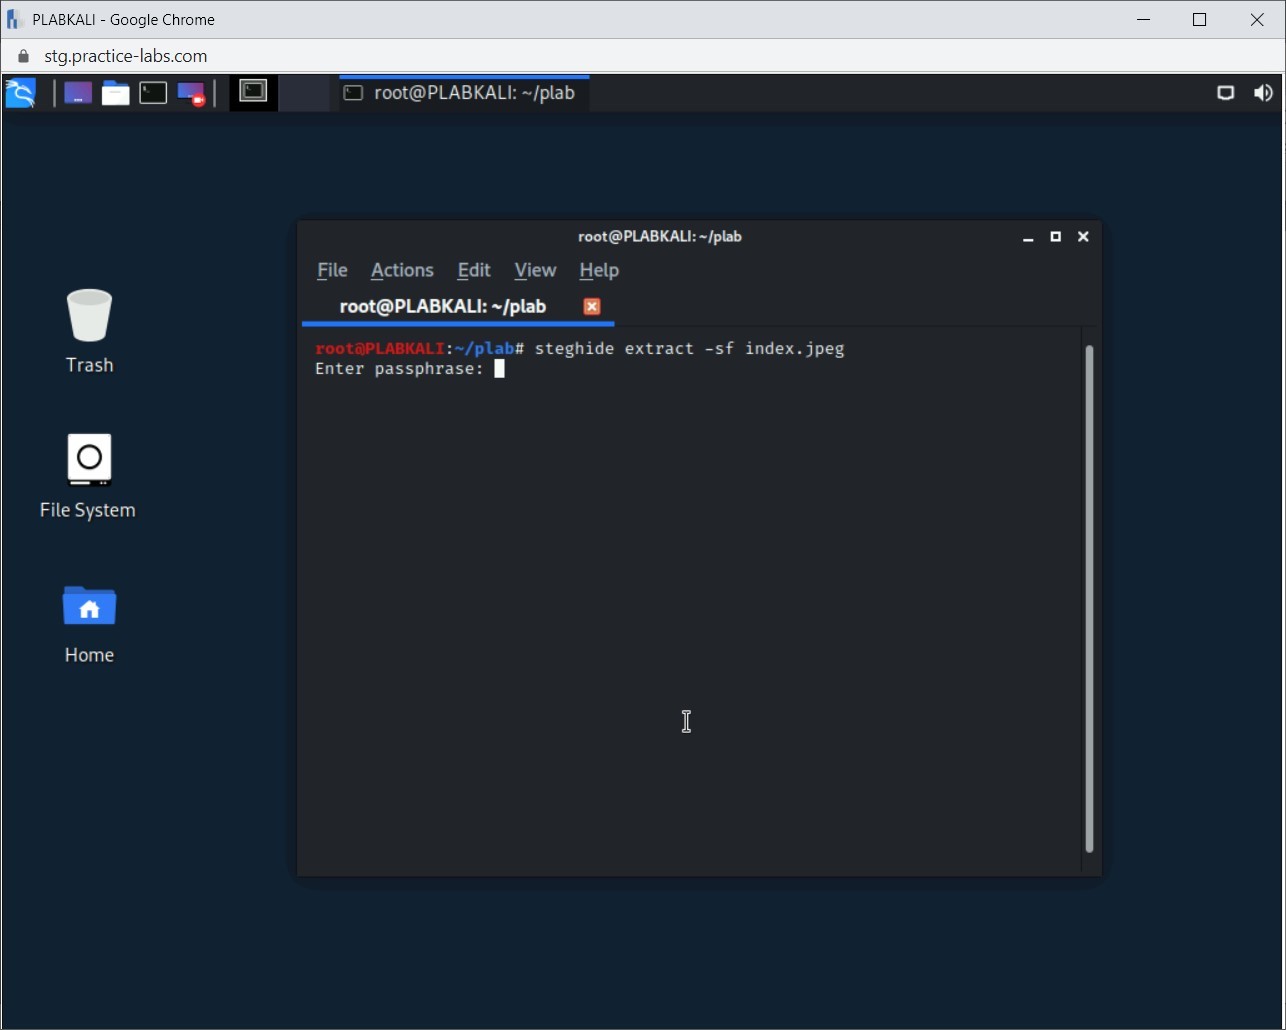 PLABKALI - Google Chrome
stg.practice-labs.com
root@PLABKALI: ~/plab
root@PLABKALI: ~/plab
File Actions Edit View Help
root@PLABKALI: ~/plab
root@PLABKALI:~/plab# steghide extract -sf index.jpeg
Enter passphrase:
Trash
File System
Home